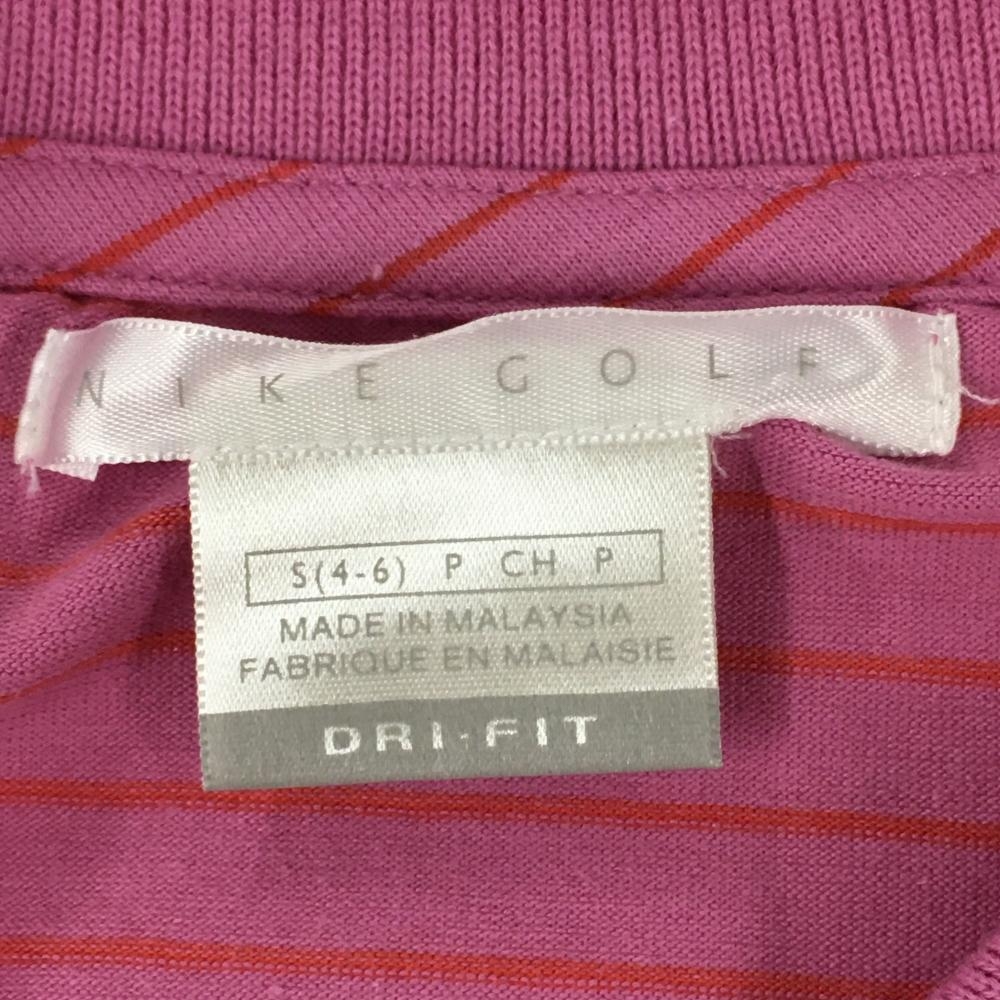 NIKE GOLF
S(4-6) P CH P
MADE IN MALAYSIA
FABRIQUE EN MALAISIE
DRI-FIT